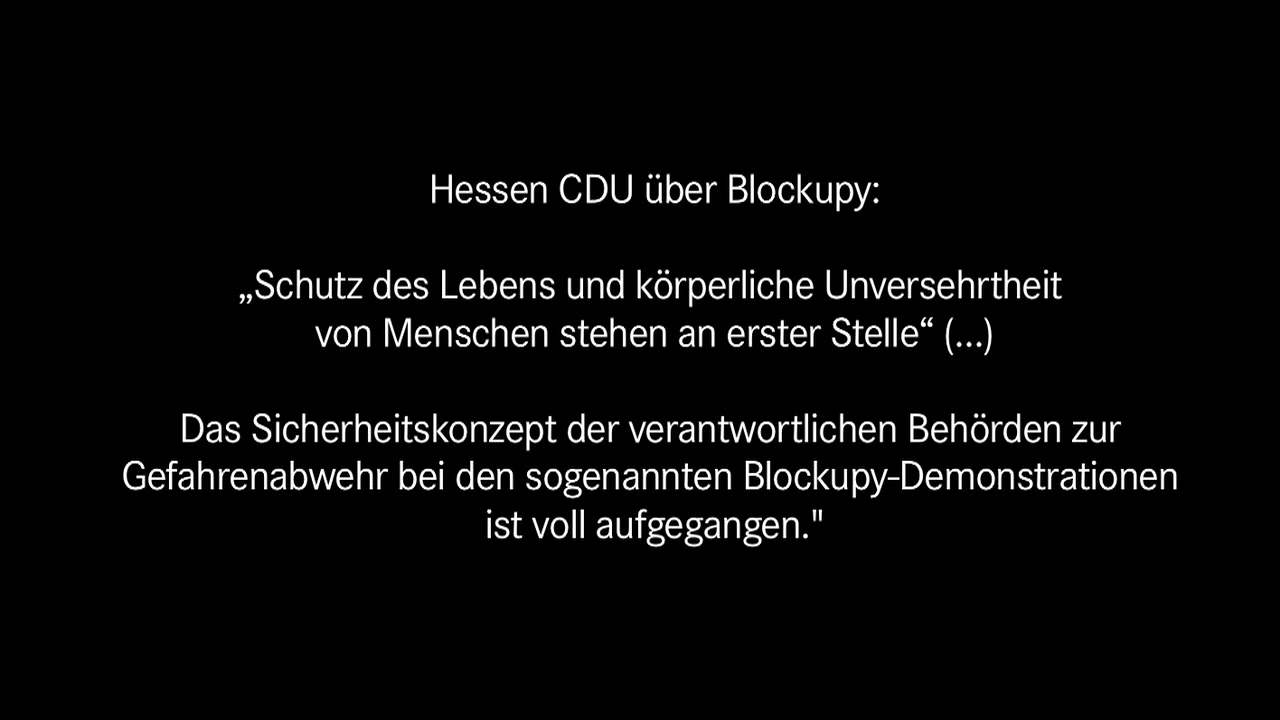 Hessen CDU über Blockupy:
„Schutz des Lebens und körperliche Unversehrtheit
von Menschen stehen an erster Stelle“ (...)
Das Sicherheitskonzept der verantwortlichen Behörden zur
Gefahrenabwehr bei den sogenannten Blockupy-Demonstrationen
ist voll aufgegangen."